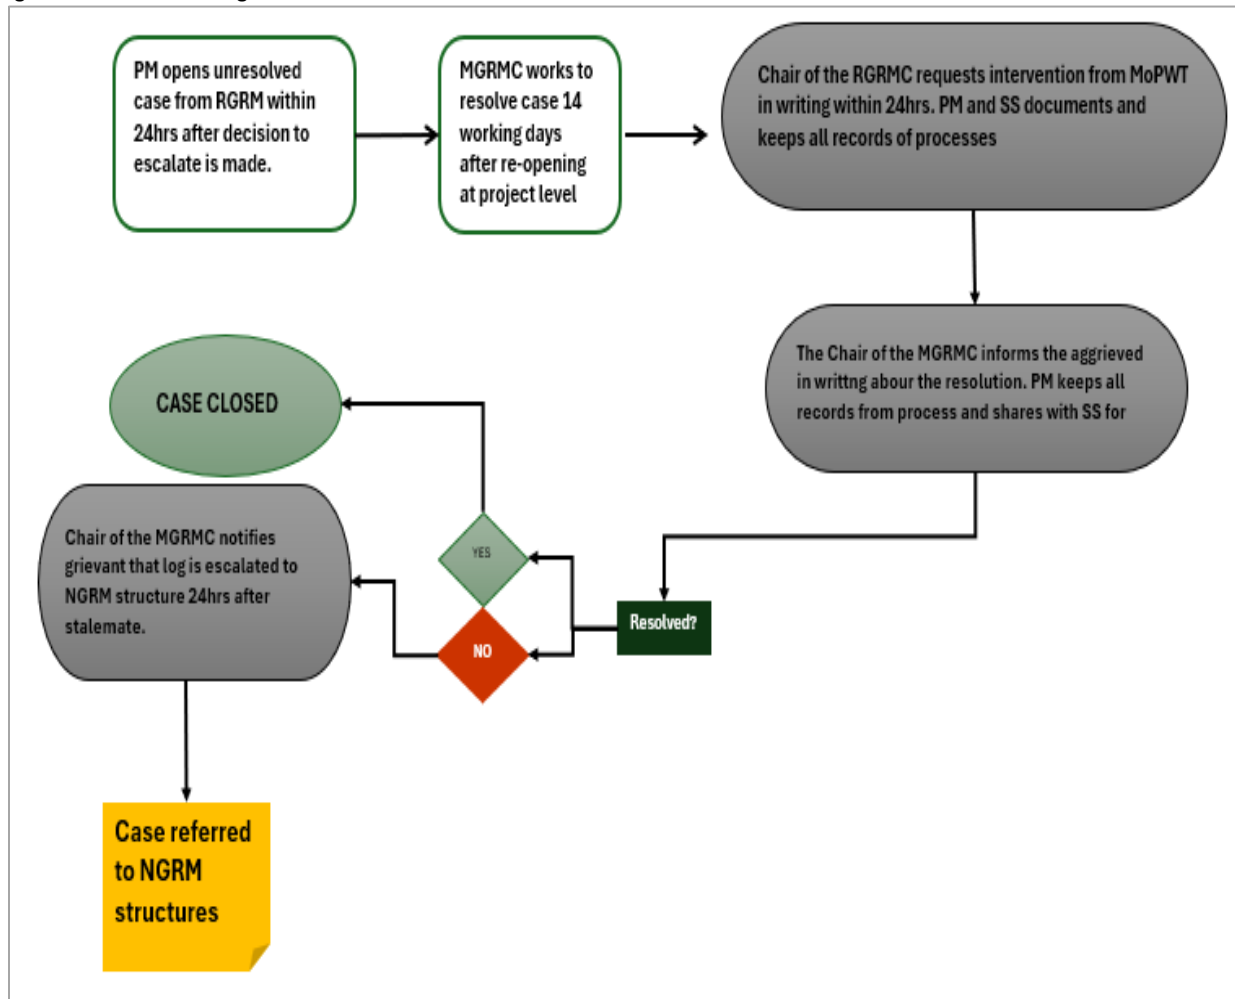 PM opens unresolved
case from RGRM within
24hrs after decision to
escalate is made.
MGRMC works to
resolve case 14
working days
after re-opening
at project level
Chair of the RGRMC requests intervention from MoPWT
in writing within 24hrs. PM and SS documents and
keeps all records of processes
The Chair of the MGRMC informs the aggrieved
in writtng abour the resolution. PM keeps all
records from process and shares with SS for
Resolved?
YES
NO
CASE CLOSED
Chair of the MGRMC notifies
grievant that log is escalated to
NGRM structure 24hrs after
stalemate.
Case referred
to NGRM
structures